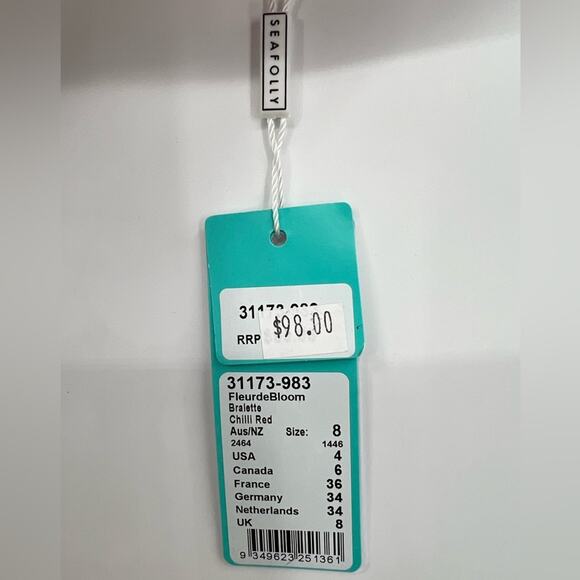 SEAFOLLY
$98.00
RRP
31173-983
FleurdeBloom
Bralette
Chilli Red
Aus/NZ Size: 8
2464 1446
USA 4
Canada 6
France 36
Germany 34
Netherlands 34
UK 8
9 349623 251361